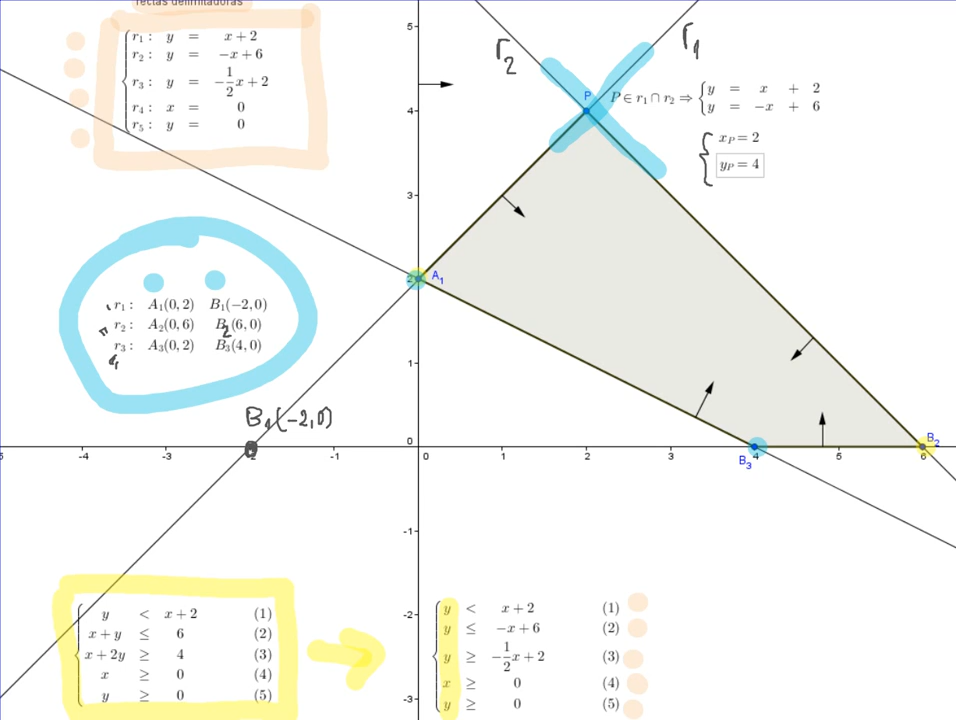 rectas delimitadoras
r₁ : y = x + 2
r₂ : y = −x + 6
r₃ : y = −1/2x + 2
r₄ : x = 0
r₅ : y = 0
r₂
r₁
P
P ∈ r₁ ∩ r₂ ⇒ { y = x + 2
y = −x + 6
x_P = 2
y_P = 4
A₁
r₁ : A₁(0, 2) B₁(−2, 0)
r₂ : A₂(0, 6) B₂(6, 0)
r₃ : A₃(0, 2) B₃(4, 0)
B₁(-2,0)
B₂
B₃
5
4
3
2
1
0
-1
-2
-3
5 -4 -3 -2 -1 0 1 2 3 4 5 6
y < x + 2 (1)
x + y ≤ 6 (2)
x + 2y ≥ 4 (3)
x ≥ 0 (4)
y ≥ 0 (5)
y < x + 2 (1)
y ≤ −x + 6 (2)
y ≥ −1/2x + 2 (3)
x ≥ 0 (4)
y ≥ 0 (5)